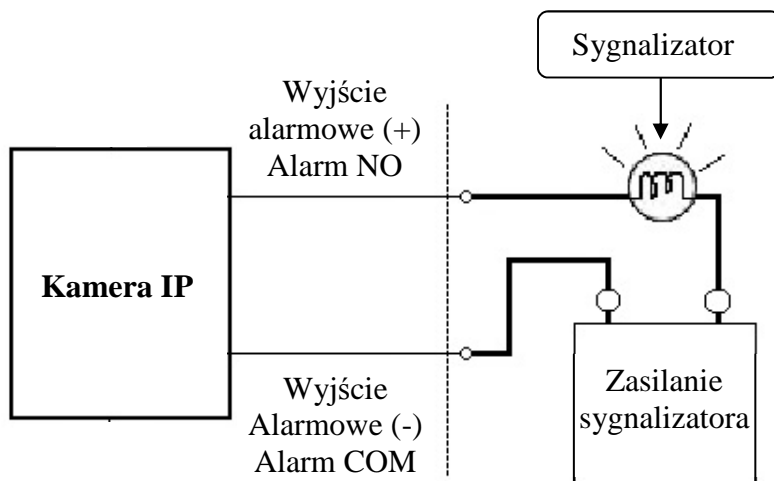 Sygnalizator
Wyjście
alarmowe (+)
Alarm NO
Kamera IP
Wyjście
Alarmowe (-)
Alarm COM
Zasilanie
sygnalizatora